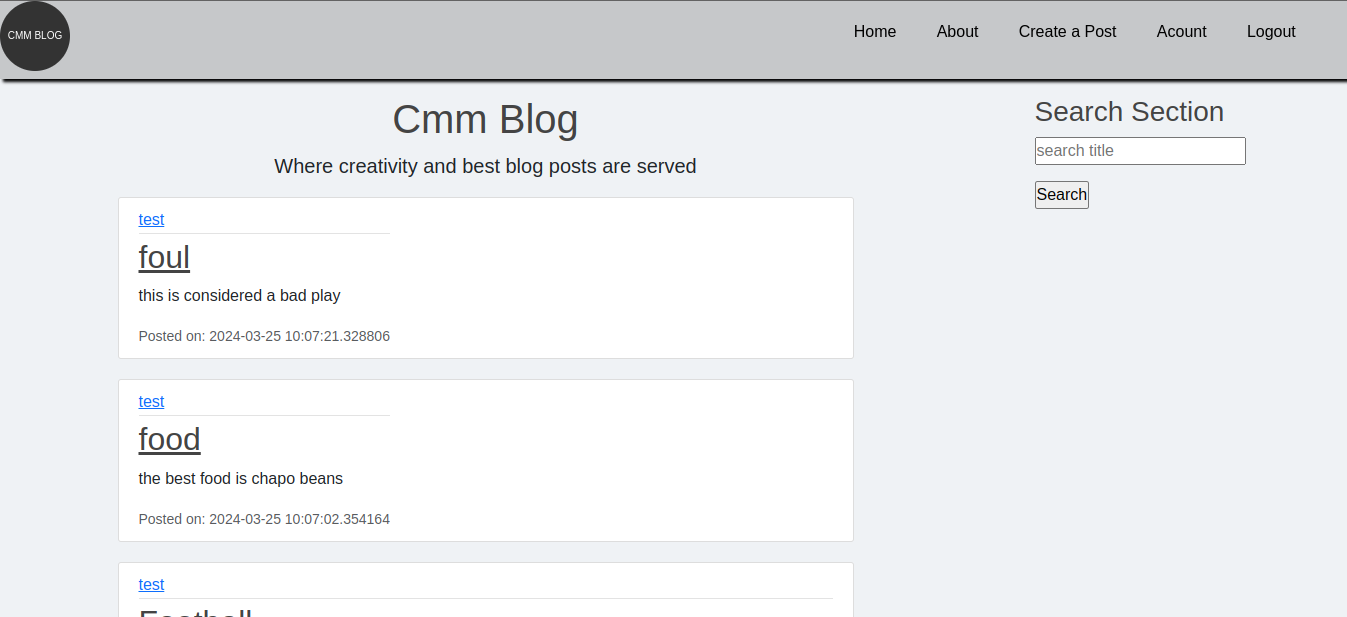 CMM BLOG
Home About Create a Post Acount Logout
Cmm Blog
Where creativity and best blog posts are served
test
foul
this is considered a bad play
Posted on: 2024-03-25 10:07:21.328806
test
food
the best food is chapo beans
Posted on: 2024-03-25 10:07:02.354164
test
Football
Search Section
search title
Search